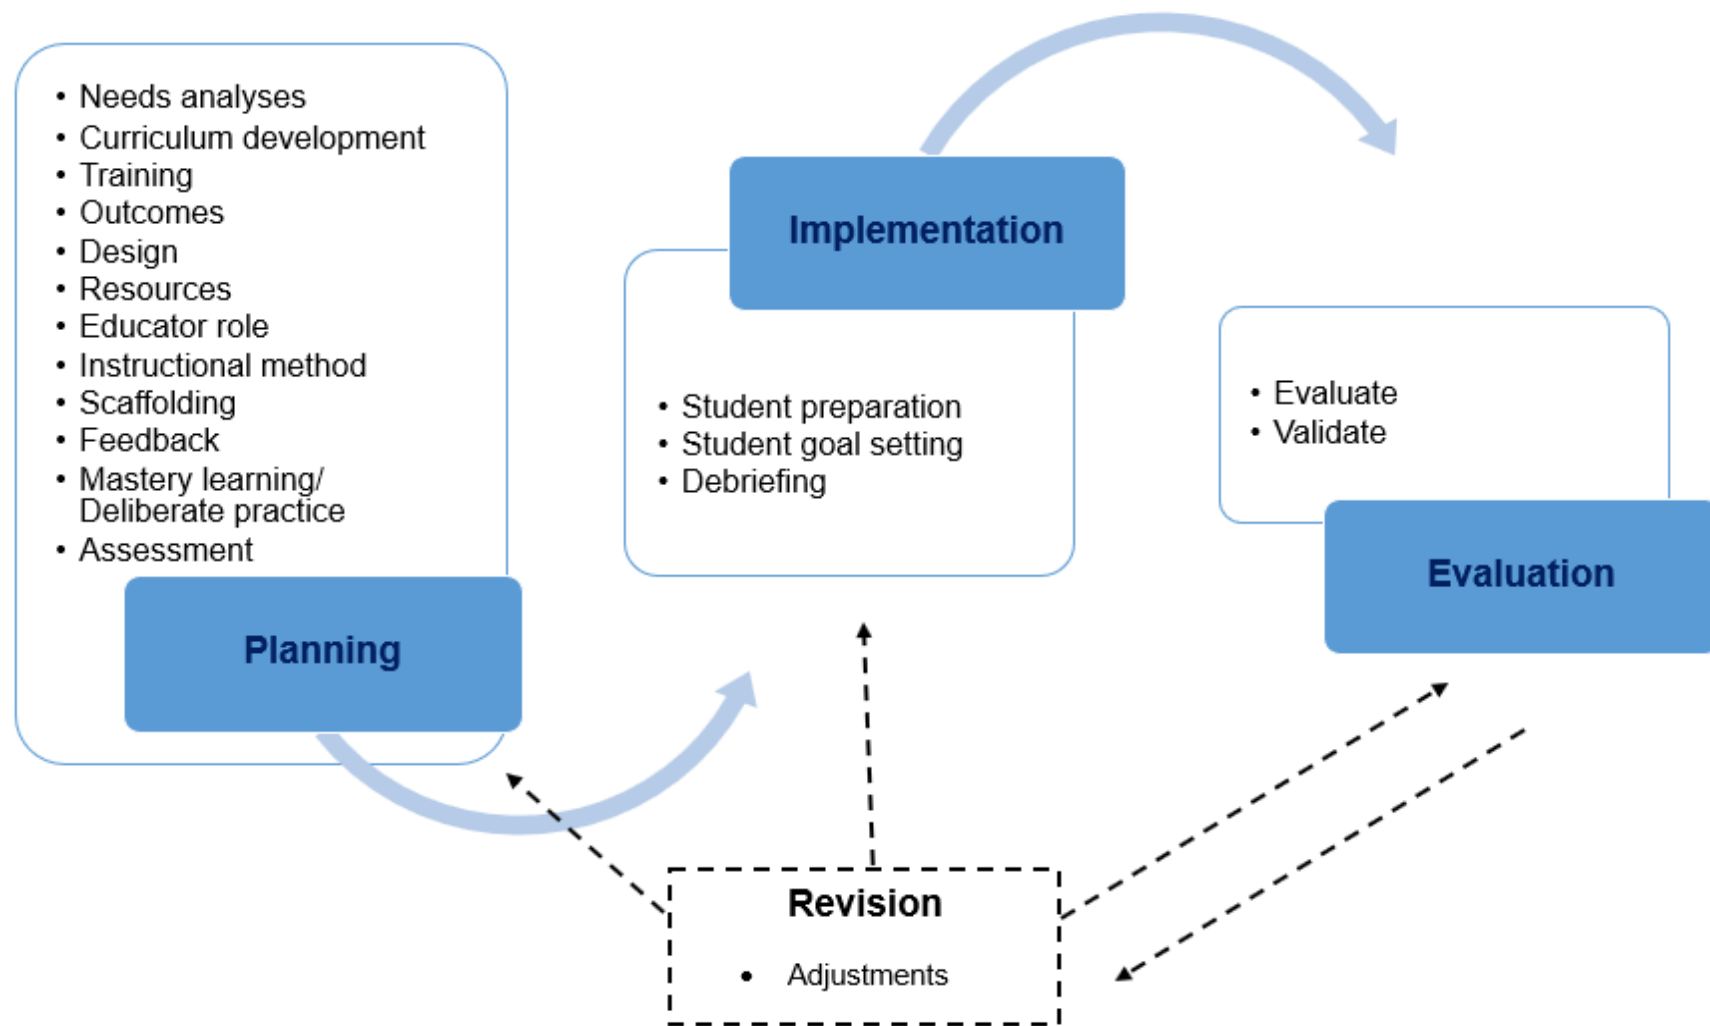 • Needs analyses
• Curriculum development
• Training
• Outcomes
• Design
• Resources
• Educator role
• Instructional method
• Scaffolding
• Feedback
• Mastery learning/
Deliberate practice
• Assessment
Planning
Implementation
• Student preparation
• Student goal setting
• Debriefing
• Evaluate
• Validate
Evaluation
Revision
• Adjustments